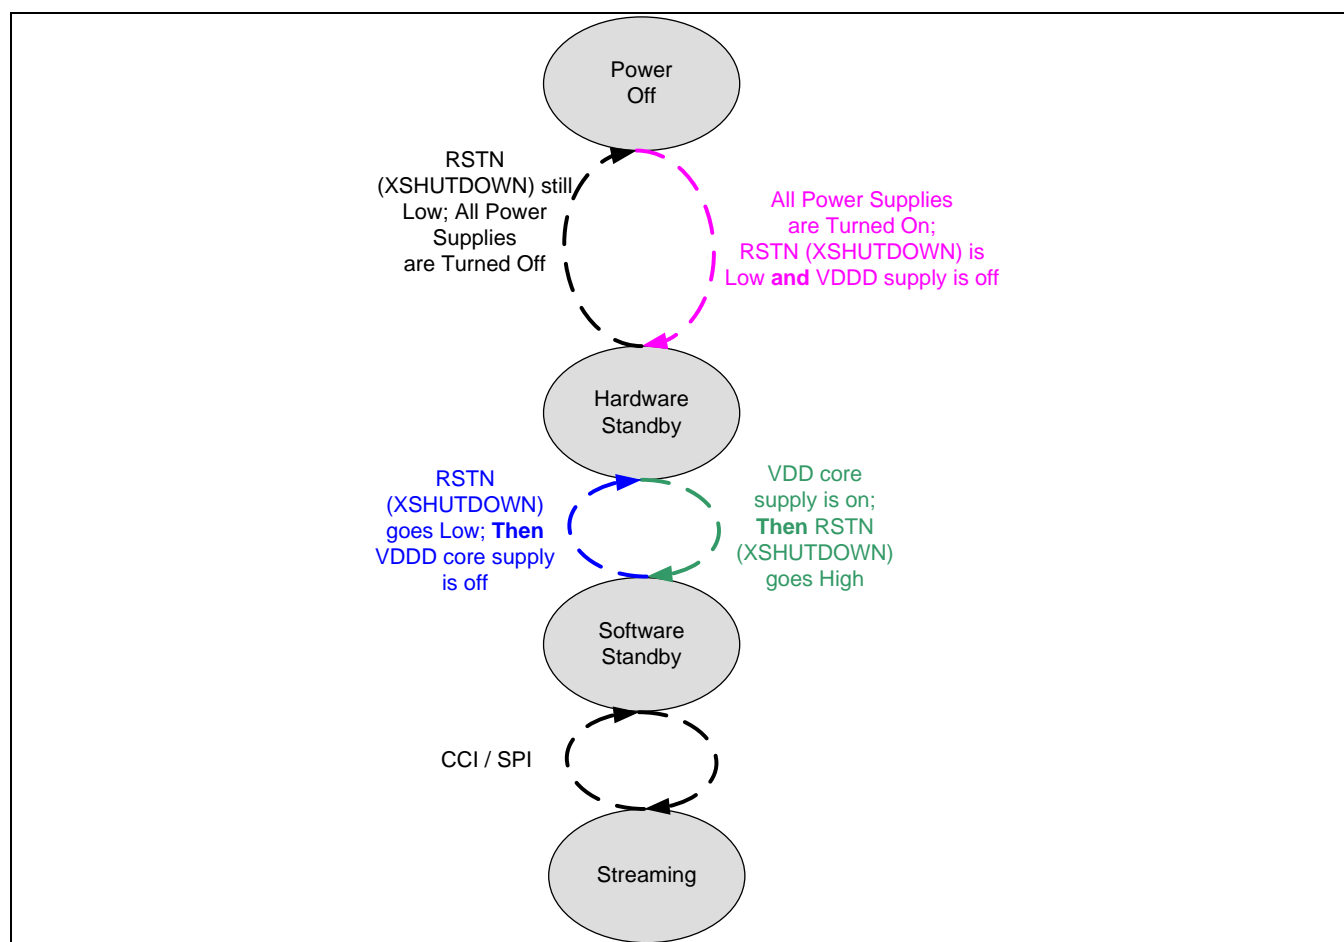 Power
Off
RSTN
(XSHUTDOWN) still
Low; All Power
Supplies
are Turned Off
All Power Supplies
are Turned On;
RSTN (XSHUTDOWN) is
Low and VDDD supply is off
Hardware
Standby
RSTN
(XSHUTDOWN)
goes Low; Then
VDDD core supply
is off
VDD core
supply is on;
Then RSTN
(XSHUTDOWN)
goes High
Software
Standby
CCI / SPI
Streaming